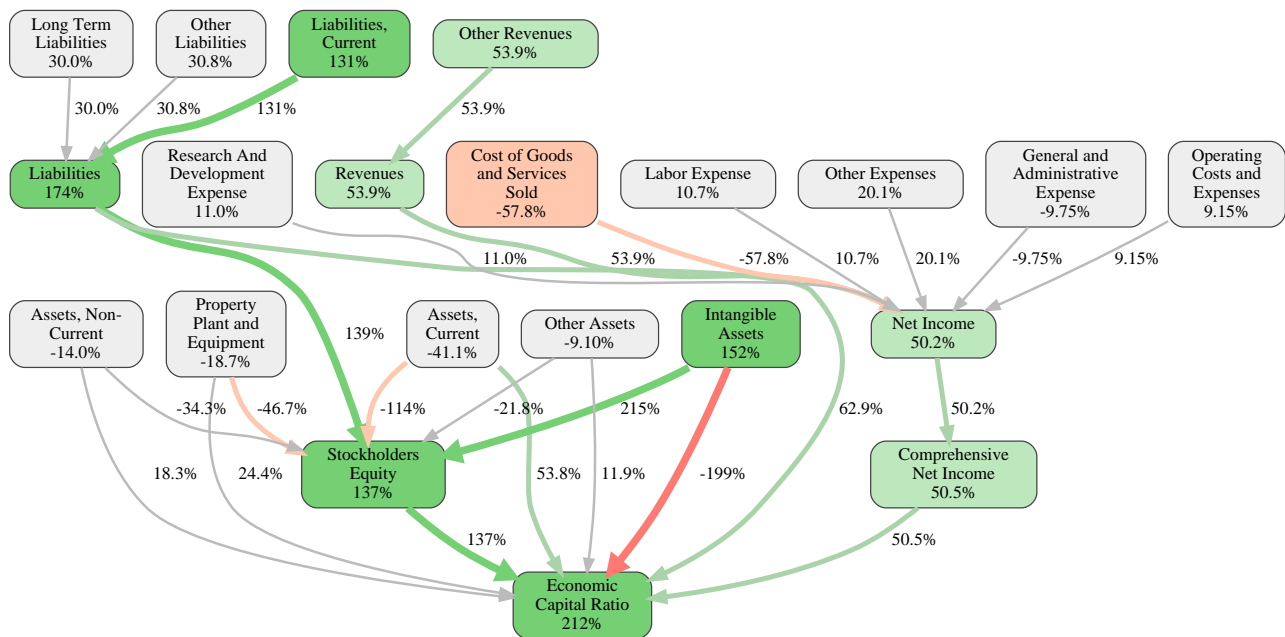 Long Term
Liabilities
30.0%
Other
Liabilities
30.8%
Liabilities,
Current
131%
Other Revenues
53.9%
30.0%
30.8%
131%
53.9%
Liabilities
174%
Research And
Development
Expense
11.0%
Revenues
53.9%
Cost of Goods
and Services
Sold
-57.8%
Labor Expense
10.7%
Other Expenses
20.1%
General and
Administrative
Expense
-9.75%
Operating
Costs and
Expenses
9.15%
11.0%
53.9%
-57.8%
10.7%
20.1%
-9.75%
9.15%
Assets, Non-
Current
-14.0%
Property
Plant and
Equipment
-18.7%
139%
Assets,
Current
-41.1%
Other Assets
-9.10%
Intangible
Assets
152%
Net Income
50.2%
-34.3%
-46.7%
-114%
-21.8%
215%
62.9%
50.2%
18.3%
24.4%
Stockholders
Equity
137%
53.8%
11.9%
-199%
Comprehensive
Net Income
50.5%
137%
50.5%
Economic
Capital Ratio
212%